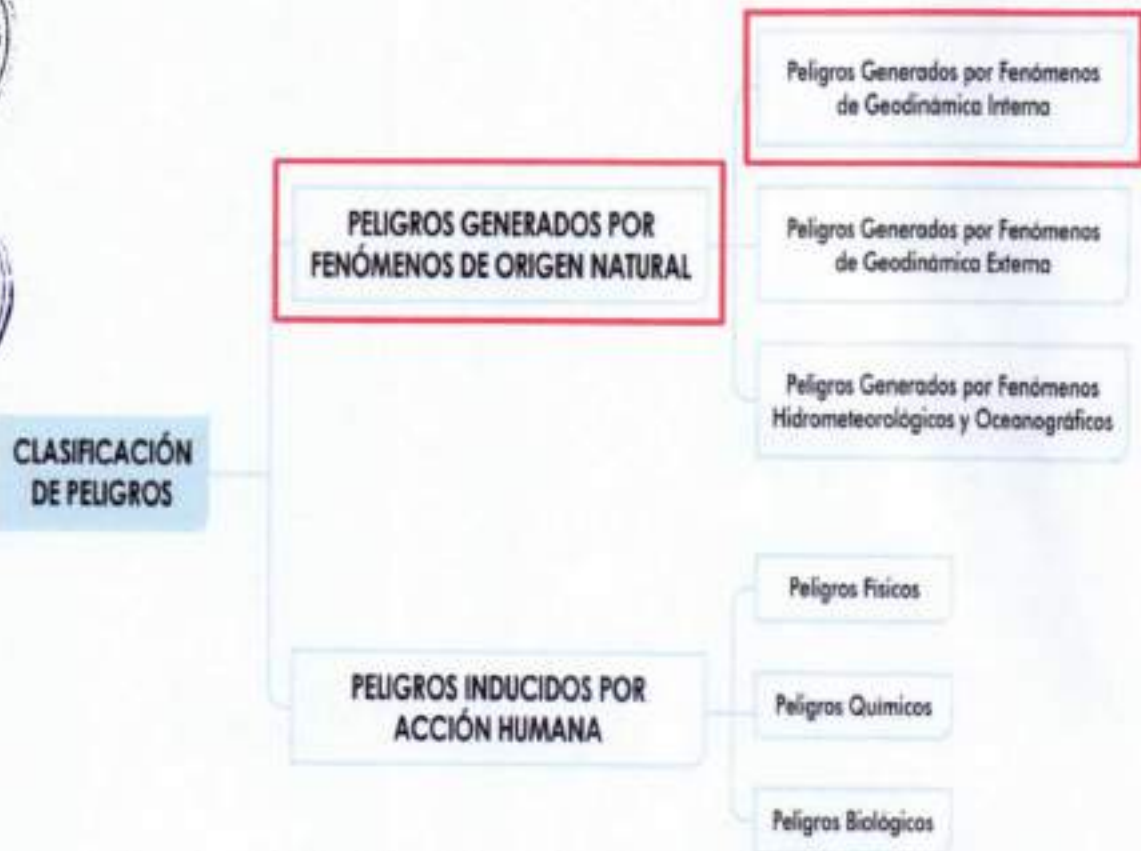 Peligros Generados por Fenómenos
de Geodinámica Interna
PELIGROS GENERADOS POR
FENÓMENOS DE ORIGEN NATURAL
Peligros Generados por Fenómenos
de Geodinámica Externa
Peligros Generados por Fenómenos
Hidrometeorológicos y Oceanográficos
CLASIFICACIÓN
DE PELIGROS
Peligros Físicos
PELIGROS INDUCIDOS POR
ACCIÓN HUMANA
Peligros Químicos
Peligros Biológicos